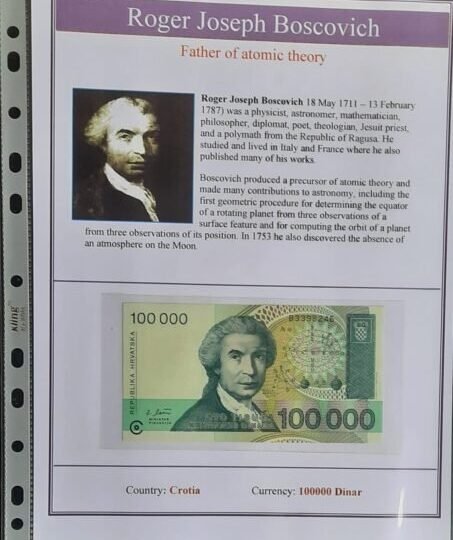 Roger Joseph Boscovich
Father of atomic theory
Roger Joseph Boscovich 18 May 1711 – 13 February
1787) was a physicist, astronomer, mathematician,
philosopher, diplomat, poet, theologian, Jesuit priest,
and a polymath from the Republic of Ragusa. He
studied and lived in Italy and France where he also
published many of his works.
Boscovich produced a precursor of atomic theory and
made many contributions to astronomy, including the
first geometric procedure for determining the equator
of a rotating planet from three observations of a
surface feature and for computing the orbit of a planet
from three observations of its position. In 1753 he also discovered the absence of
an atmosphere on the Moon
Kling
100 000
REPUBLIKA HRVATSKA
MINISTAR
FINANCIJA
100 000
Country: Crotia
Currency: 100000 Dinar